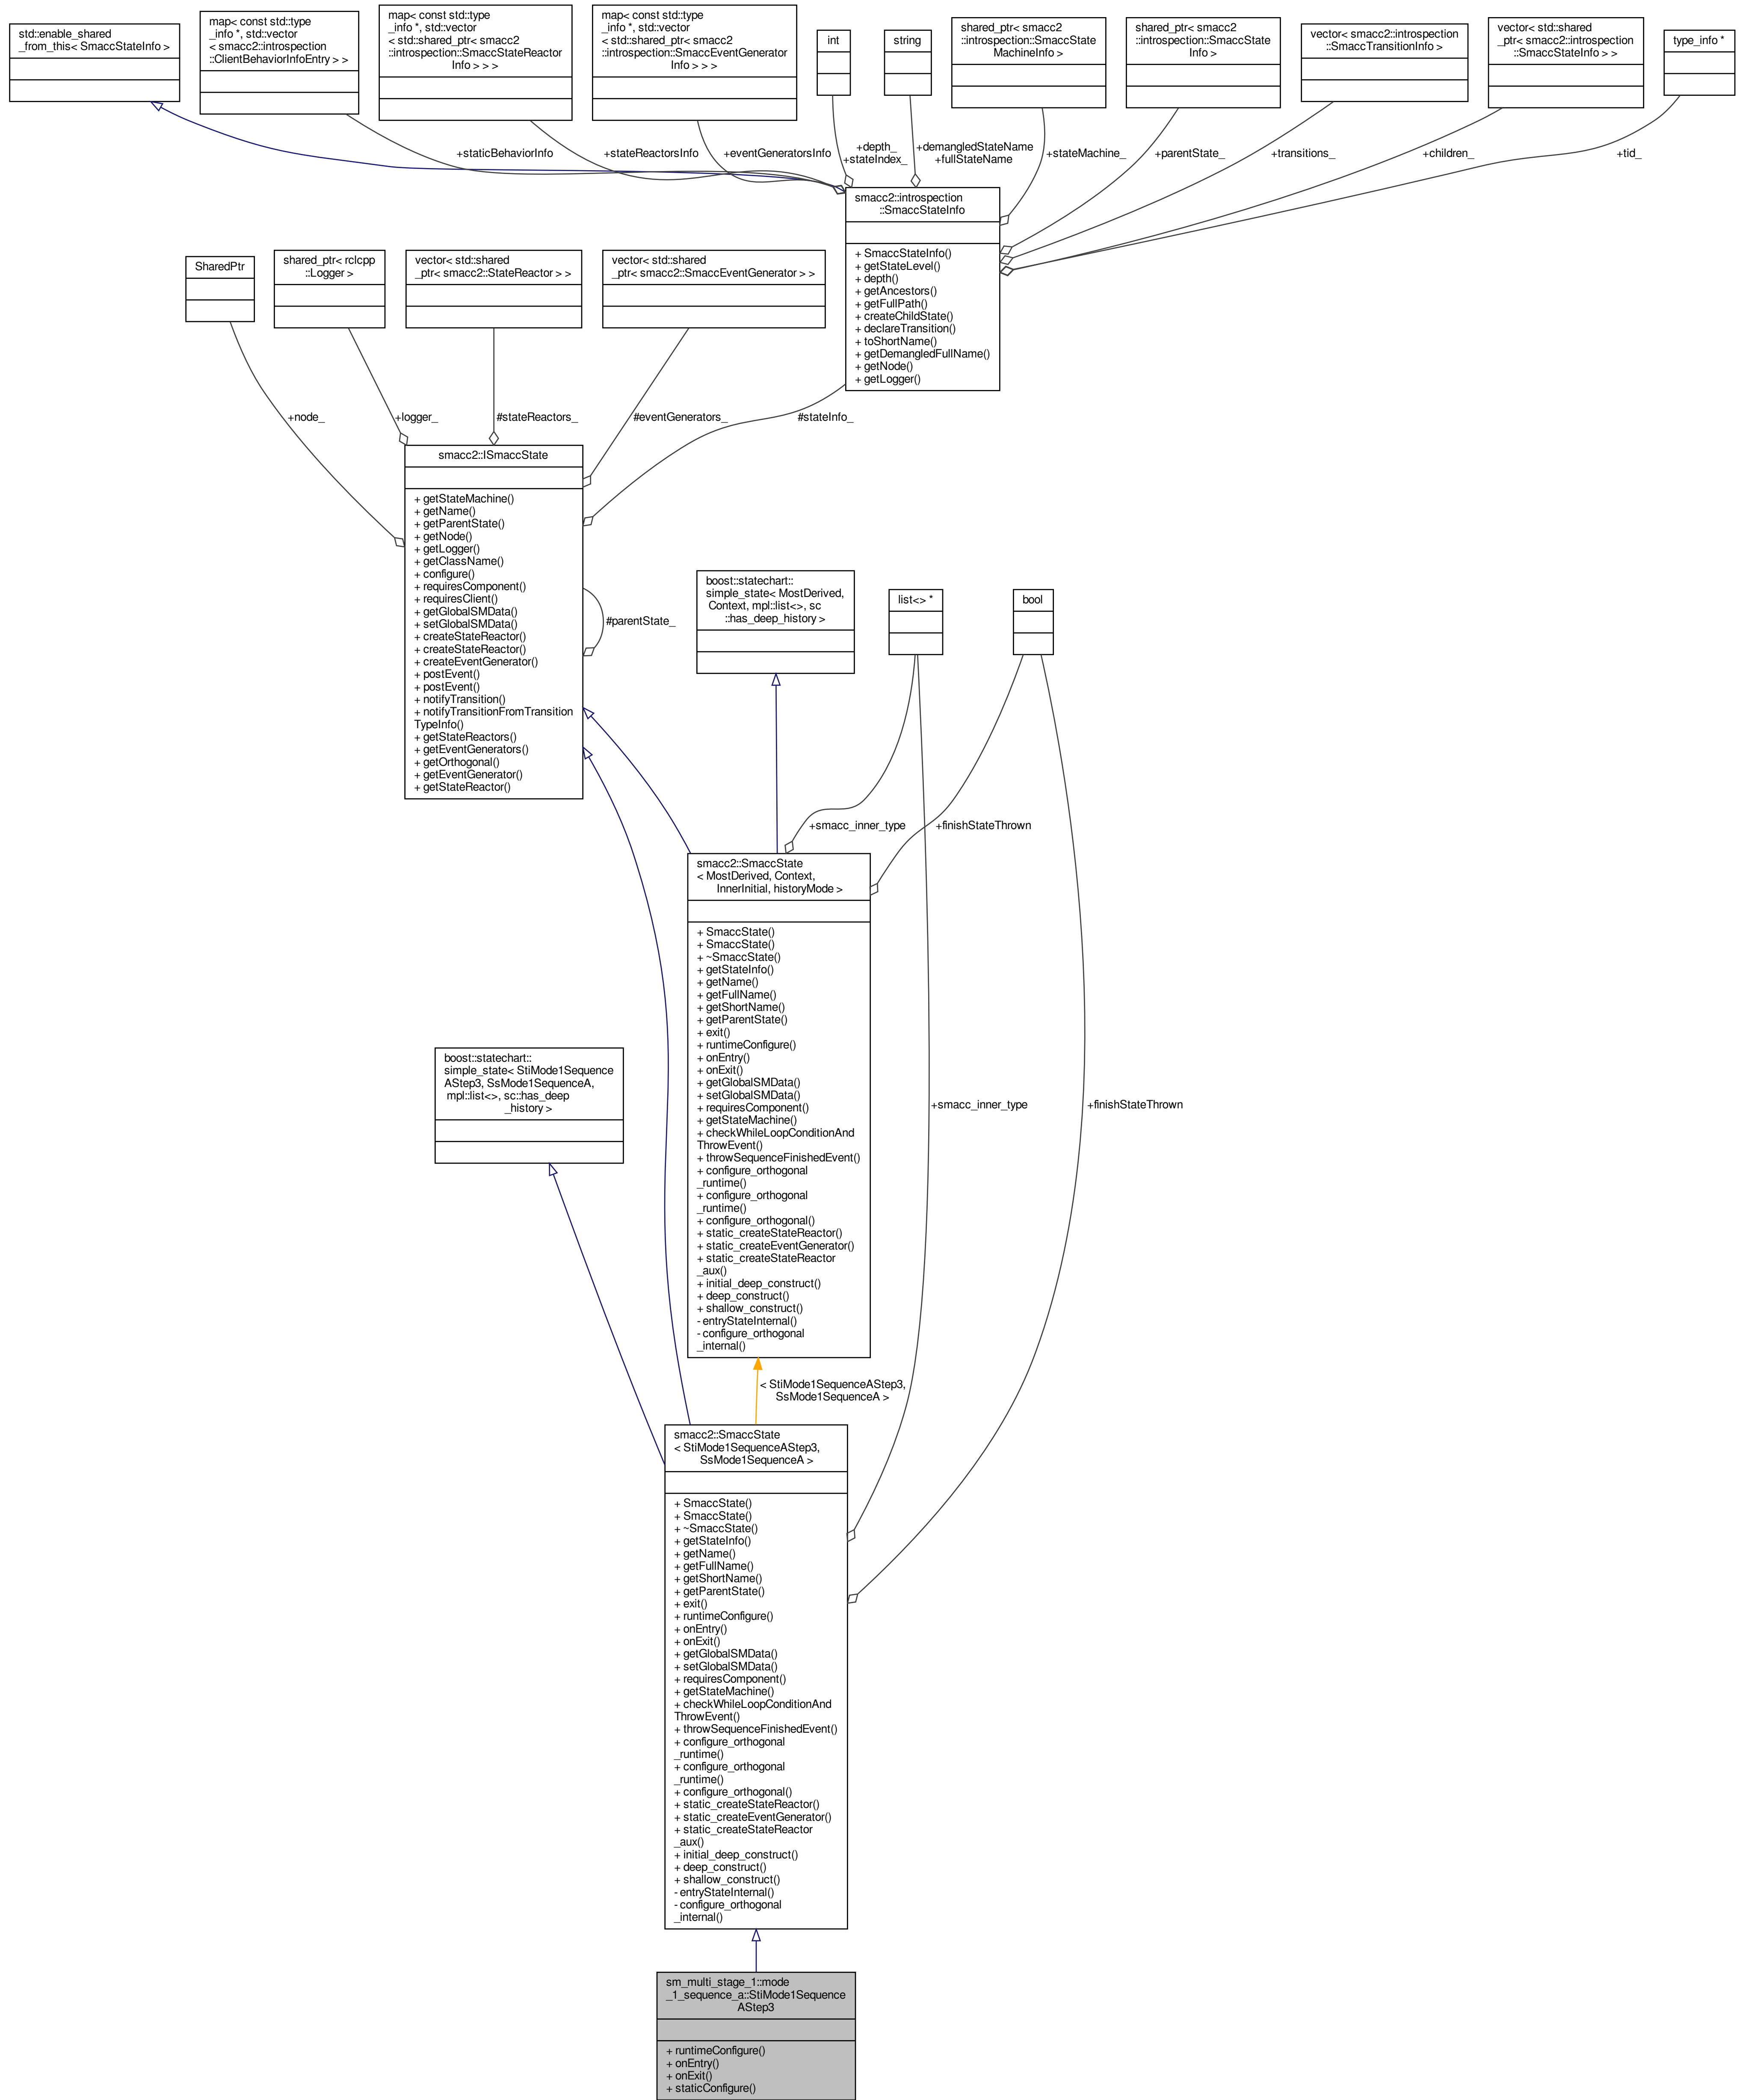 std::enable_shared
_from_this< SmaccStateInfo >
map< const std::type
_info *, std::vector
< smacc2::introspection
::ClientBehaviorInfoEntry > >
map< const std::type
_info *, std::vector
< std::shared_ptr< smacc2
::introspection::SmaccStateReactor
Info > > >
map< const std::type
_info *, std::vector
< std::shared_ptr< smacc2
::introspection::SmaccEventGenerator
Info > > >
int
string
shared_ptr< smacc2
::introspection::SmaccState
MachineInfo >
shared_ptr< smacc2
::introspection::SmaccState
Info >
vector< smacc2::introspection
::SmaccTransitionInfo >
vector< std::shared
_ptr< smacc2::introspection
::SmaccStateInfo > >
type_info *
+staticBehaviorInfo
+stateReactorsInfo
+eventGeneratorsInfo
+depth_
+stateIndex_
+demangledStateName
+fullStateName
+stateMachine_
+parentState_
+transitions_
+children_
+tid_
smacc2::introspection
::SmaccStateInfo
+ SmaccStateInfo()
+ getStateLevel()
+ depth()
+ getAncestors()
+ getFullPath()
+ createChildState()
+ declareTransition()
+ toShortName()
+ getDemangledFullName()
+ getNode()
+ getLogger()
SharedPtr
shared_ptr< rclcpp
::Logger >
vector< std::shared
_ptr< smacc2::StateReactor > >
vector< std::shared
_ptr< smacc2::SmaccEventGenerator > >
+node_
+logger_
#stateReactors_
#eventGenerators_
#stateInfo_
smacc2::ISmaccState
+ getStateMachine()
+ getName()
+ getParentState()
+ getNode()
+ getLogger()
+ getClassName()
+ configure()
+ requiresComponent()
+ requiresClient()
+ getGlobalSMData()
+ setGlobalSMData()
+ createStateReactor()
+ createStateReactor()
+ createEventGenerator()
+ postEvent()
+ postEvent()
+ notifyTransition()
+ notifyTransitionFromTransition
TypeInfo()
+ getStateReactors()
+ getEventGenerators()
+ getOrthogonal()
+ getEventGenerator()
+ getStateReactor()
#parentState_
boost::statechart::
simple_state< MostDerived,
Context, mpl::list<>, sc
::has_deep_history >
list<> *
bool
+smacc_inner_type
+finishStateThrown
smacc2::SmaccState
< MostDerived, Context,
InnerInitial, historyMode >
+ SmaccState()
+ SmaccState()
+ ~SmaccState()
+ getStateInfo()
+ getName()
+ getFullName()
+ getShortName()
+ getParentState()
+ exit()
+ runtimeConfigure()
+ onEntry()
+ onExit()
+ getGlobalSMData()
+ setGlobalSMData()
+ requiresComponent()
+ getStateMachine()
+ checkWhileLoopConditionAnd
ThrowEvent()
+ throwSequenceFinishedEvent()
+ configure_orthogonal
_runtime()
+ configure_orthogonal
_runtime()
+ configure_orthogonal()
+ static_createStateReactor()
+ static_createEventGenerator()
+ static_createStateReactor
_aux()
+ initial_deep_construct()
+ deep_construct()
+ shallow_construct()
- entryStateInternal()
- configure_orthogonal
_internal()
boost::statechart::
simple_state< StiMode1Sequence
AStep3, SsMode1SequenceA,
mpl::list<>, sc::has_deep
_history >
+smacc_inner_type
+finishStateThrown
< StiMode1SequenceAStep3,
SsMode1SequenceA >
smacc2::SmaccState
< StiMode1SequenceAStep3,
SsMode1SequenceA >
+ SmaccState()
+ SmaccState()
+ ~SmaccState()
+ getStateInfo()
+ getName()
+ getFullName()
+ getShortName()
+ getParentState()
+ exit()
+ runtimeConfigure()
+ onEntry()
+ onExit()
+ getGlobalSMData()
+ setGlobalSMData()
+ requiresComponent()
+ getStateMachine()
+ checkWhileLoopConditionAnd
ThrowEvent()
+ throwSequenceFinishedEvent()
+ configure_orthogonal
_runtime()
+ configure_orthogonal
_runtime()
+ configure_orthogonal()
+ static_createStateReactor()
+ static_createEventGenerator()
+ static_createStateReactor
_aux()
+ initial_deep_construct()
+ deep_construct()
+ shallow_construct()
- entryStateInternal()
- configure_orthogonal
_internal()
sm_multi_stage_1::mode
_1_sequence_a::StiMode1Sequence
AStep3
+ runtimeConfigure()
+ onEntry()
+ onExit()
+ staticConfigure()